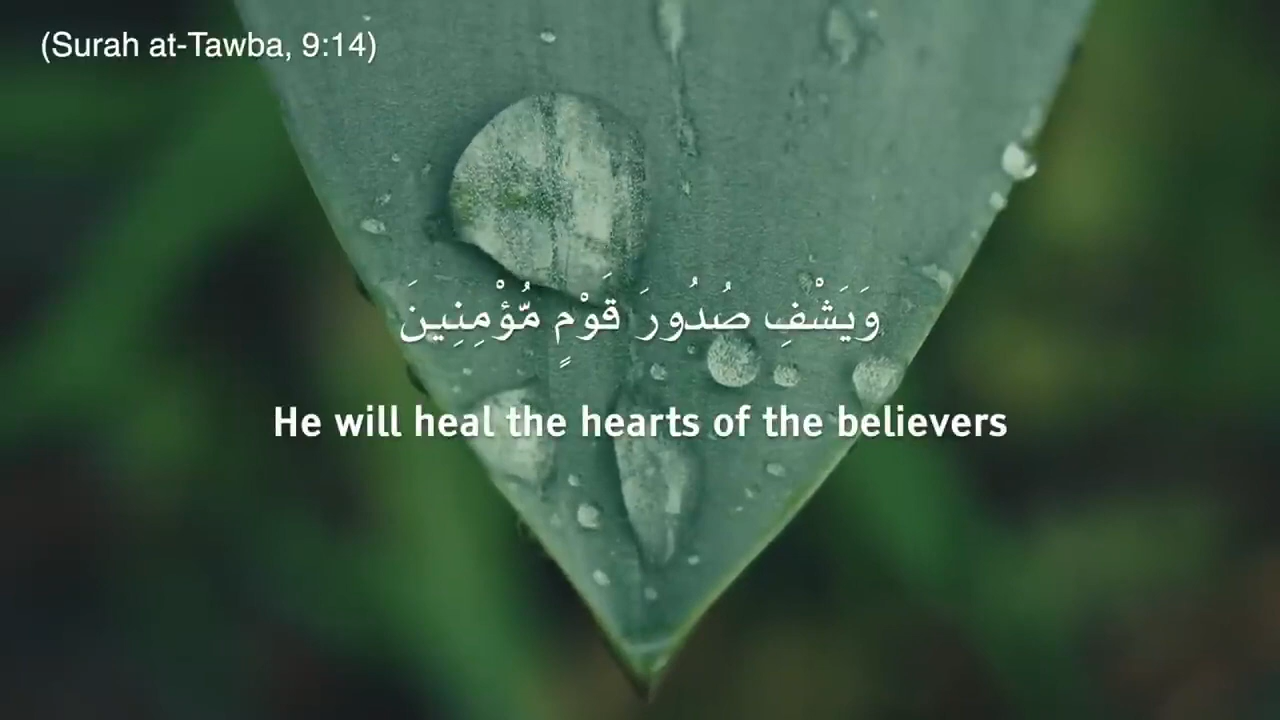 (Surah at-Tawba, 9:14)
وَيَشْفِ صُدُورَ قَوْمٍ مُّؤْمِنِينَ
He will heal the hearts of the believers